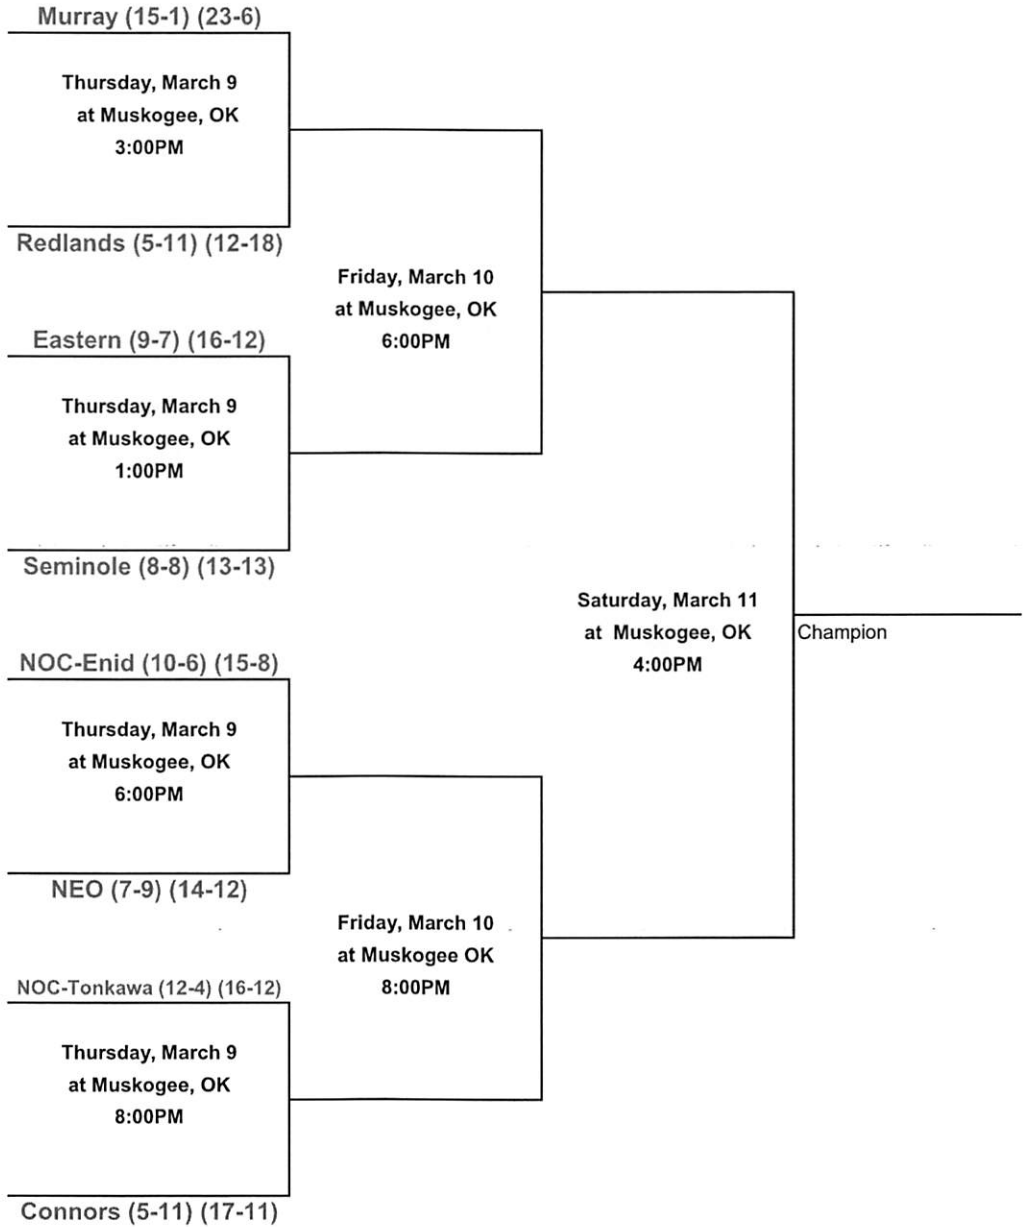 Murray (15-1) (23-6)
Thursday, March 9
at Muskogee, OK
3:00PM
Redlands (5-11) (12-18)
Friday, March 10
at Muskogee, OK
6:00PM
Eastern (9-7) (16-12)
Thursday, March 9
at Muskogee, OK
1:00PM
Seminole (8-8) (13-13)
Saturday, March 11
at Muskogee, OK
4:00PM
Champion
NOC-Enid (10-6) (15-8)
Thursday, March 9
at Muskogee, OK
6:00PM
NEO (7-9) (14-12)
Friday, March 10
at Muskogee OK
8:00PM
NOC-Tonkawa (12-4) (16-12)
Thursday, March 9
at Muskogee, OK
8:00PM
Connors (5-11) (17-11)